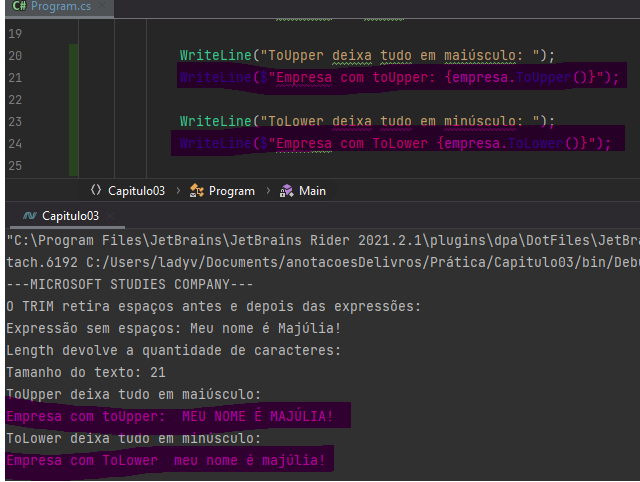 C# Program.cs ×
19
20 WriteLine("ToUpper deixa tudo em maiúsculo: ");
21 WriteLine($"Empresa com toUpper: {empresa.ToUpper()}");
22
23 WriteLine("ToLower deixa tudo em minúsculo: ");
24 WriteLine($"Empresa com ToLower {empresa.ToLower()}");
25
Capitulo03 > Program > Main
Capitulo03 ×
"C:\Program Files\JetBrains\JetBrains Rider 2021.2.1\plugins\dpa\DotFiles\JetBra
tach.6192 C:/Users/ladyv/Documents/anotacoesDelivros/Prática/Capitulo03/bin/Debu
---MICROSOFT STUDIES COMPANY---
O TRIM retira espaços antes e depois das expressões:
Expressão sem espaços: Meu nome é Majúlia!
Length devolve a quantidade de caracteres:
Tamanho do texto: 21
ToUpper deixa tudo em maiúsculo:
Empresa com toUpper:  MEU NOME É MAJÚLIA!
ToLower deixa tudo em minúsculo:
Empresa com ToLower  meu nome é majúlia!